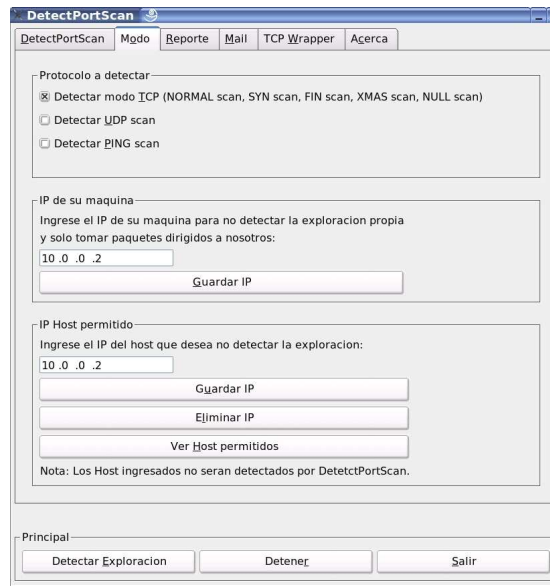 DetectPortScan
DetectPortScan Modo Reporte Mail TCP Wrapper Acerca
Protocolo a detectar
Detectar modo TCP (NORMAL scan, SYN scan, FIN scan, XMAS scan, NULL scan)
Detectar UDP scan
Detectar PING scan
IP de su maquina
Ingrese el IP de su maquina para no detectar la exploracion propia
y solo tomar paquetes dirigidos a nosotros:
10 .0 .0 .2
Guardar IP
IP Host permitido
Ingrese el IP del host que desea no detectar la exploracion:
10 .0 .0 .2
Guardar IP
Eliminar IP
Ver Host permitidos
Nota: Los Host ingresados no seran detectados por DetetctPortScan.
Principal
Detectar Exploracion Detener Salir